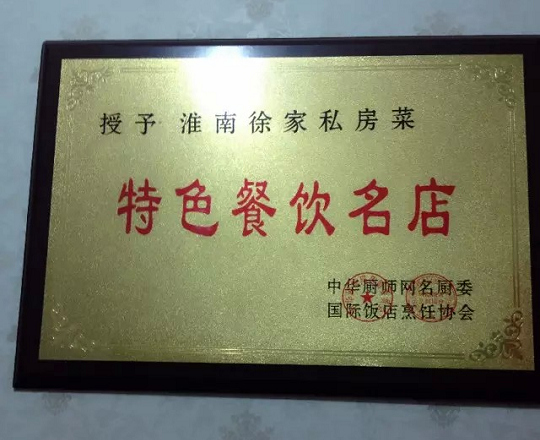 授予 淮南徐家私房菜
特色餐饮名店
中华厨师网名厨委
国际饭店烹饪协会